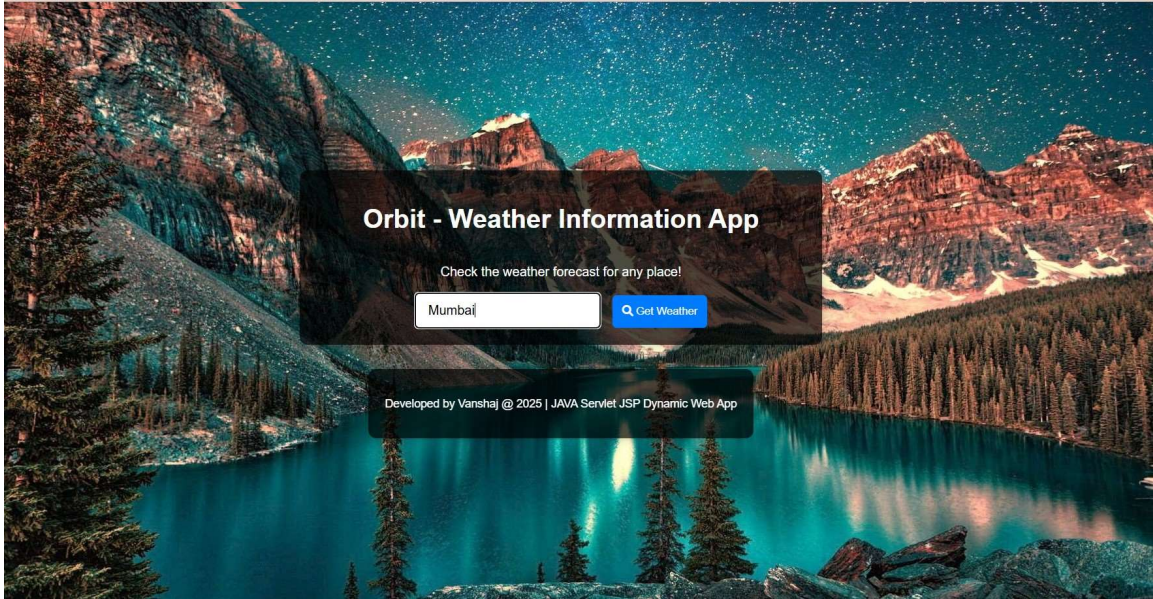 Orbit - Weather Information App
Check the weather forecast for any place!
Mumbai
Get Weather
Developed by Vanshaj @ 2025 | JAVA Servlet JSP Dynamic Web App